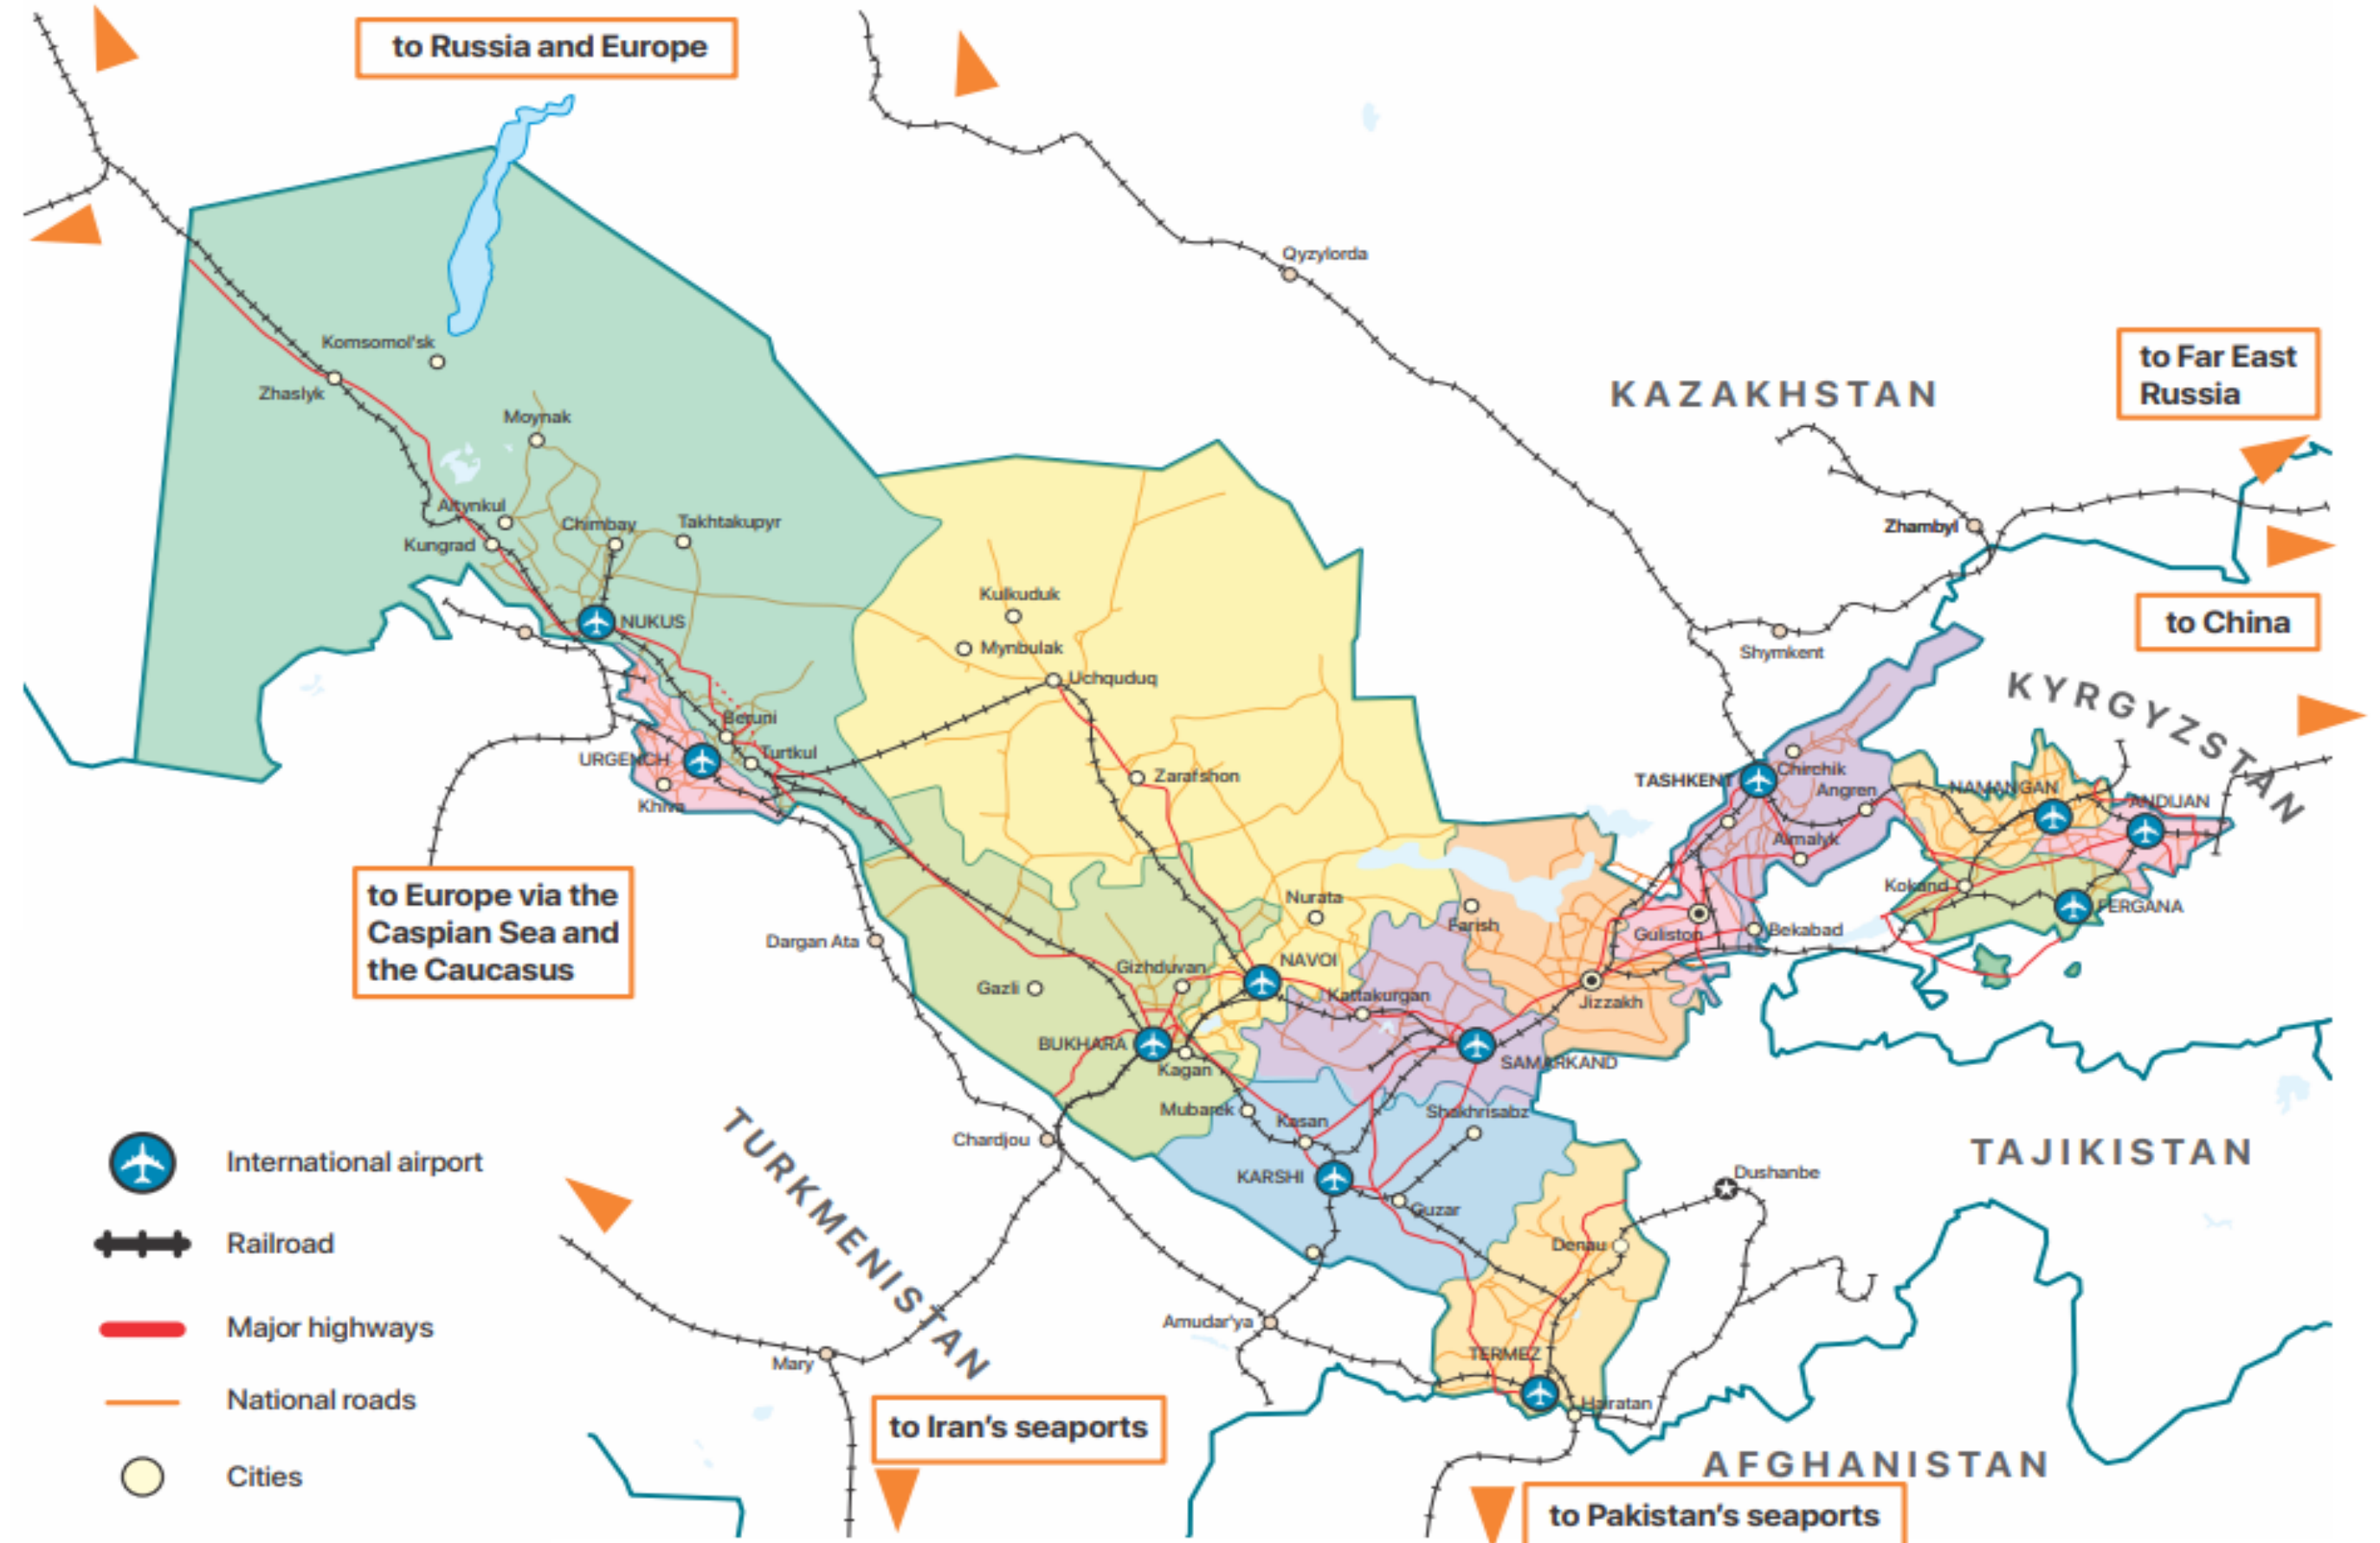 to Russia and Europe
Qyzylorda
KAZAKHSTAN
to Far East
Russia
Komsomol'sk
Zhaslyk
Moynak
Altynkul
Chimbay
Takhtakupyr
Kungrad
Zhambyl
NUKUS
Kulkuduk
Mynbulak
Uchquduq
Shymkent
to China
KYRGYZSTAN
Beruni
Turtkul
URGENCH
Khiva
Zarafshon
TASHKENT
Chirchik
Angren
Almalyk
NAMANGAN
ANDIJAN
Kokand
FERGANA
to Europe via the
Caspian Sea and
the Caucasus
Dargan Ata
Nurata
Farish
Guliston
Bekabad
Gizhduvan
NAVOI
Gazli
Kattakurgan
Jizzakh
BUKHARA
Kagan
SAMARKAND
Mubarek
Kasan
Shakhrisabz
Chardjou
TURKMENISTAN
KARSHI
Guzar
Dushanbe
TAJIKISTAN
Denau
Amudar'ya
Mary
TERMEZ
Hairatan
to Iran's seaports
AFGHANISTAN
to Pakistan's seaports
International airport
Railroad
Major highways
National roads
Cities